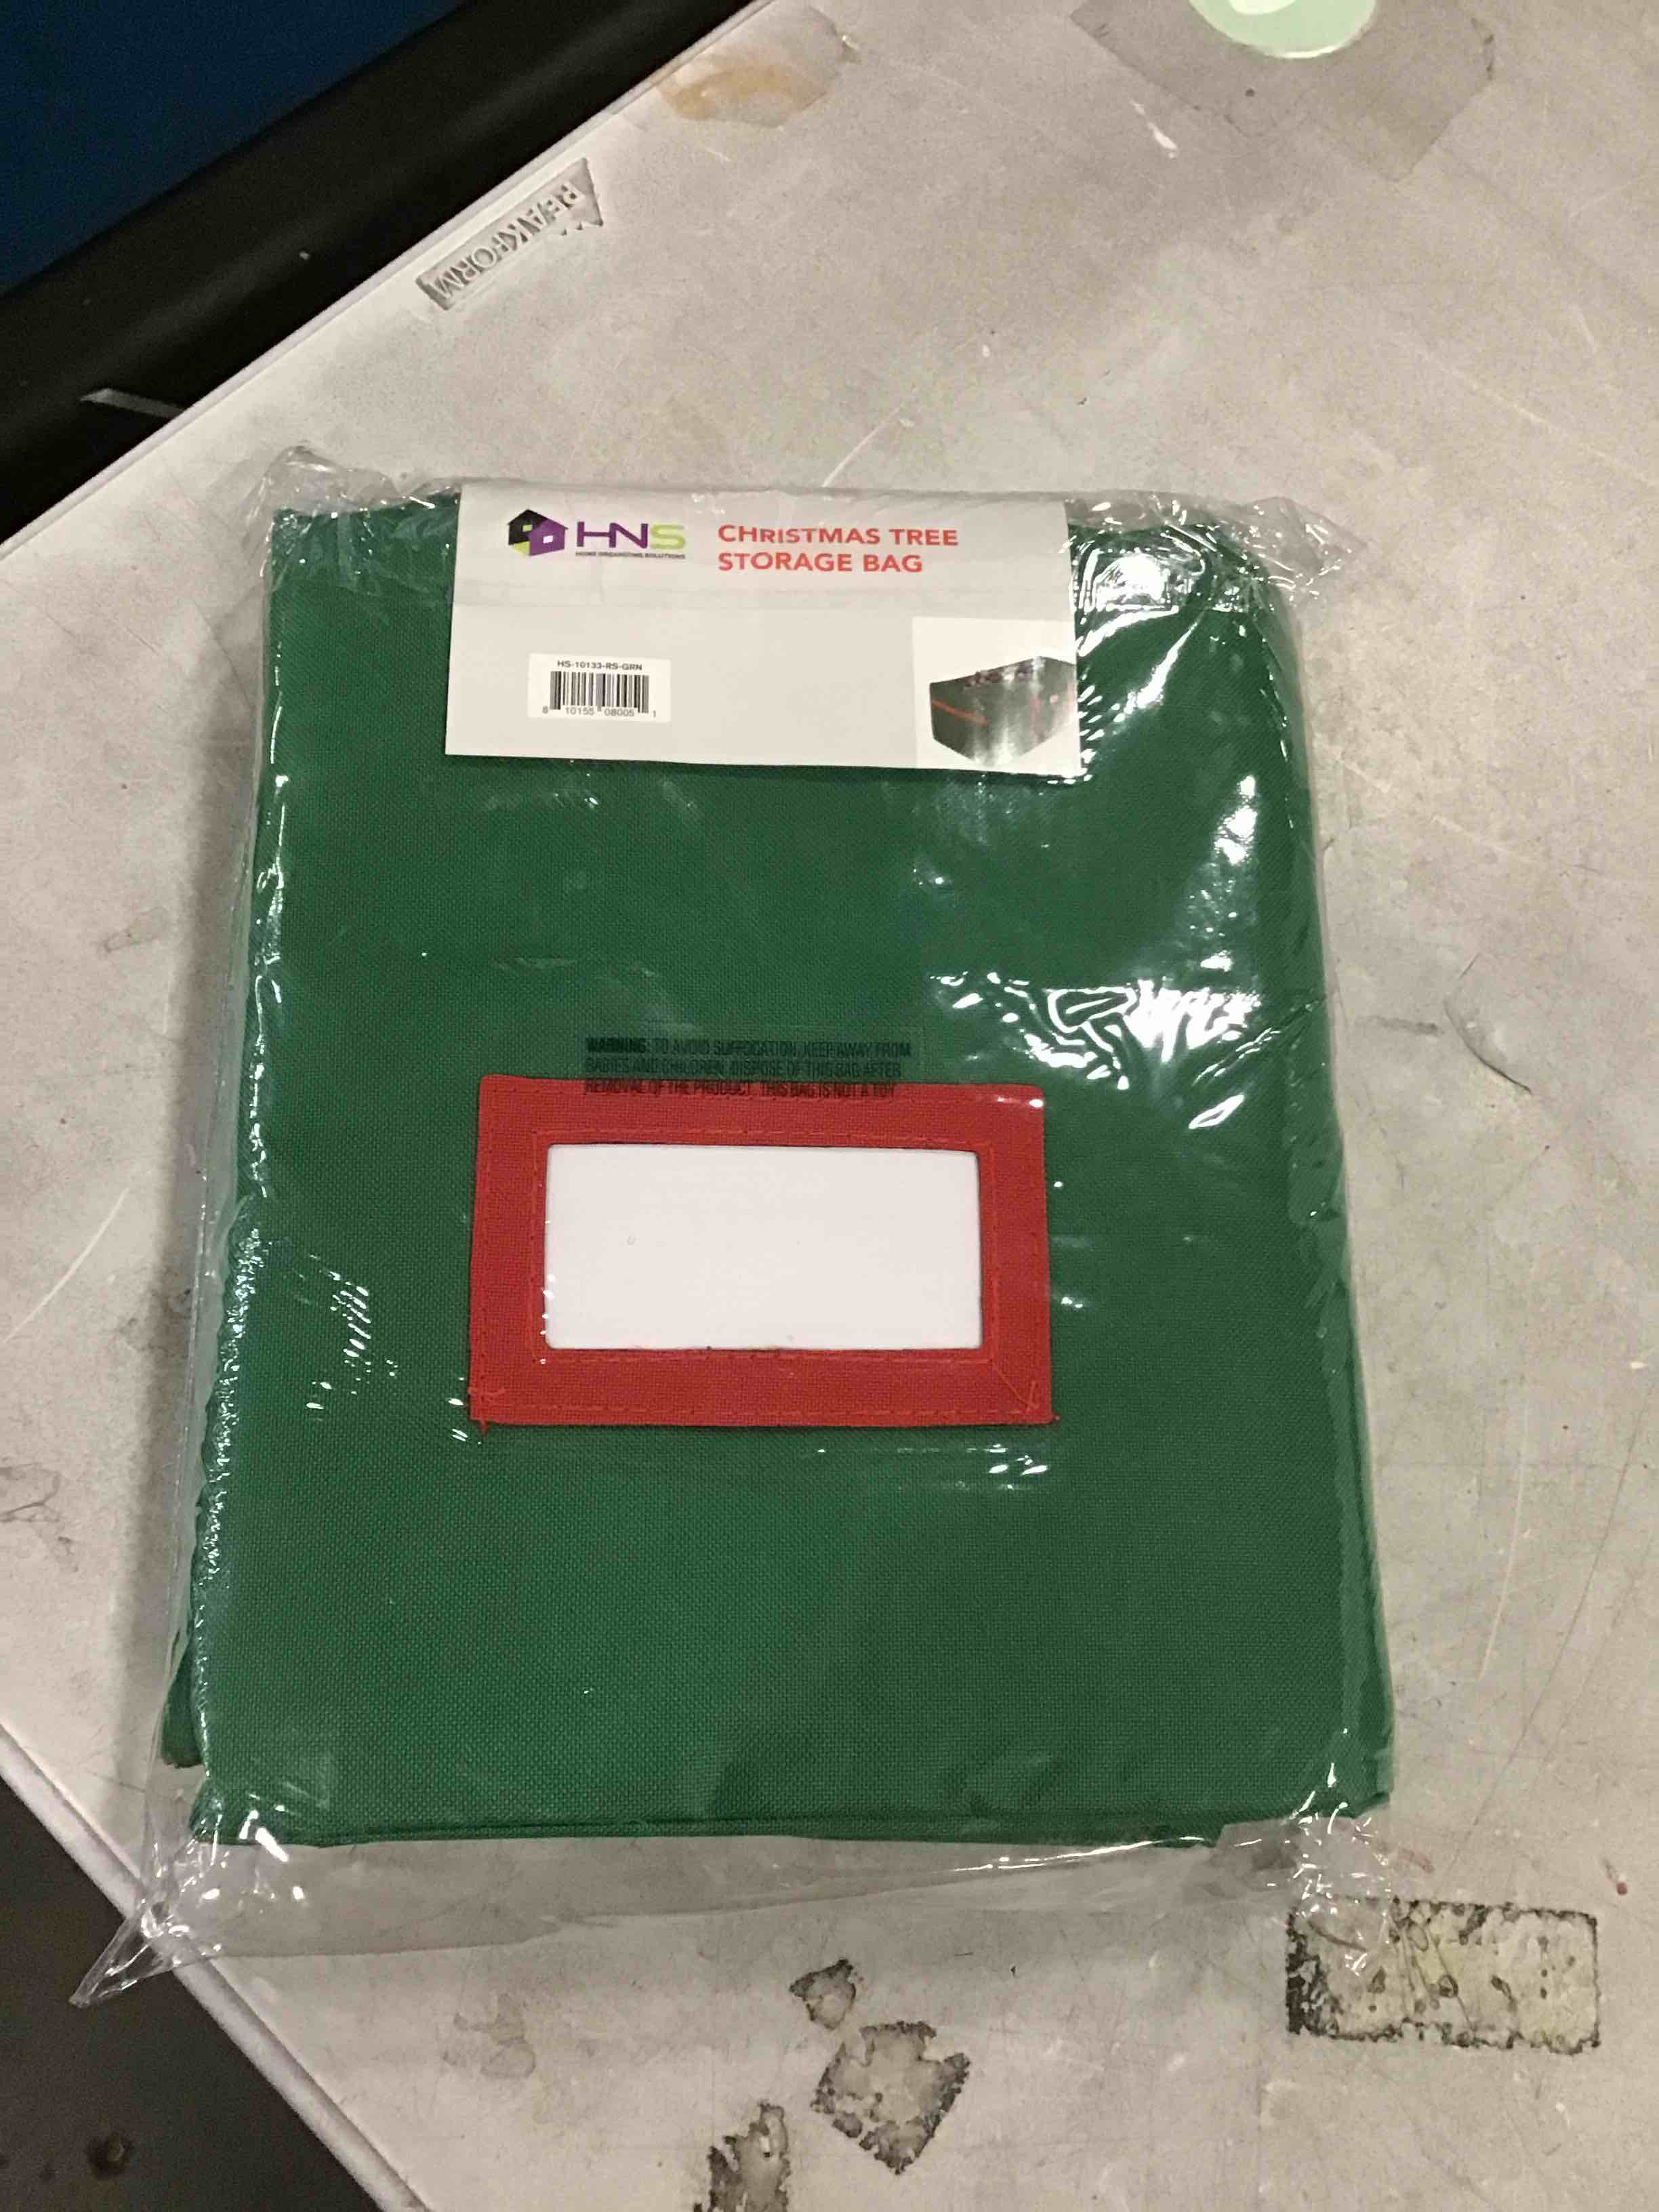 REAKFORM
HNS
HOME ORGANIZING SOLUTIONS
CHRISTMAS TREE
STORAGE BAG
HS-10133-RS-GRN
8 10155 08005 1
WARNING: TO AVOID SUFFOCATION, KEEP AWAY FROM
BABIES AND CHILDREN. DISPOSE OF THIS BAG AFTER
REMOVAL OF THE PRODUCT. THIS BAG IS NOT A TOY